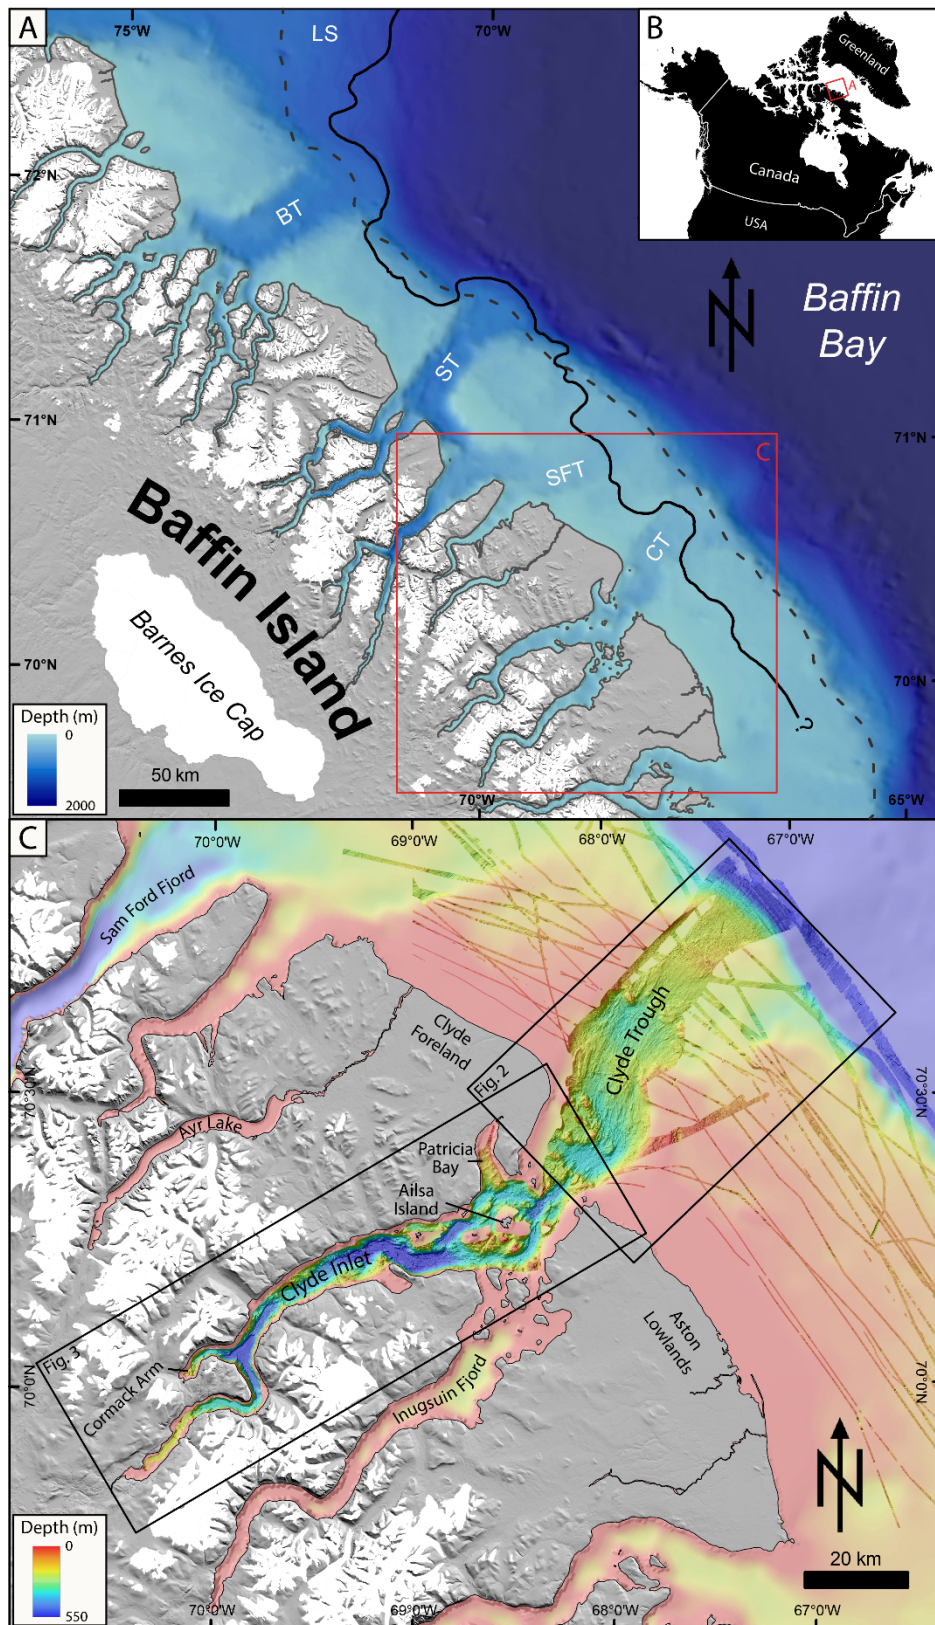 A
75°W
LS
70°W
B
Greenland
A
Canada
USA
72°N
BT
N
Baffin
Bay
ST
71°N
71°N
C
SFT
CT
Baffin Island
Barnes Ice Cap
70°N
70°N
?
Depth (m)
0
2000
50 km
70°W
65°W
C
70°0'W
69°0'W
68°0'W
67°0'W
Sam Ford Fjord
Clyde
Foreland
Clyde Trough
Fig. 2
70°30'N
70°30'N
Ayr Lake
Patricia
Bay
Ailsa
Island
Clyde Inlet
Aston
Lowlands
Fig. 3
Cormack Arm
70°0'N
70°0'N
Inugsuin Fjord
N
Depth (m)
0
550
20 km
70°0'W
69°0'W
68°0'W
67°0'W